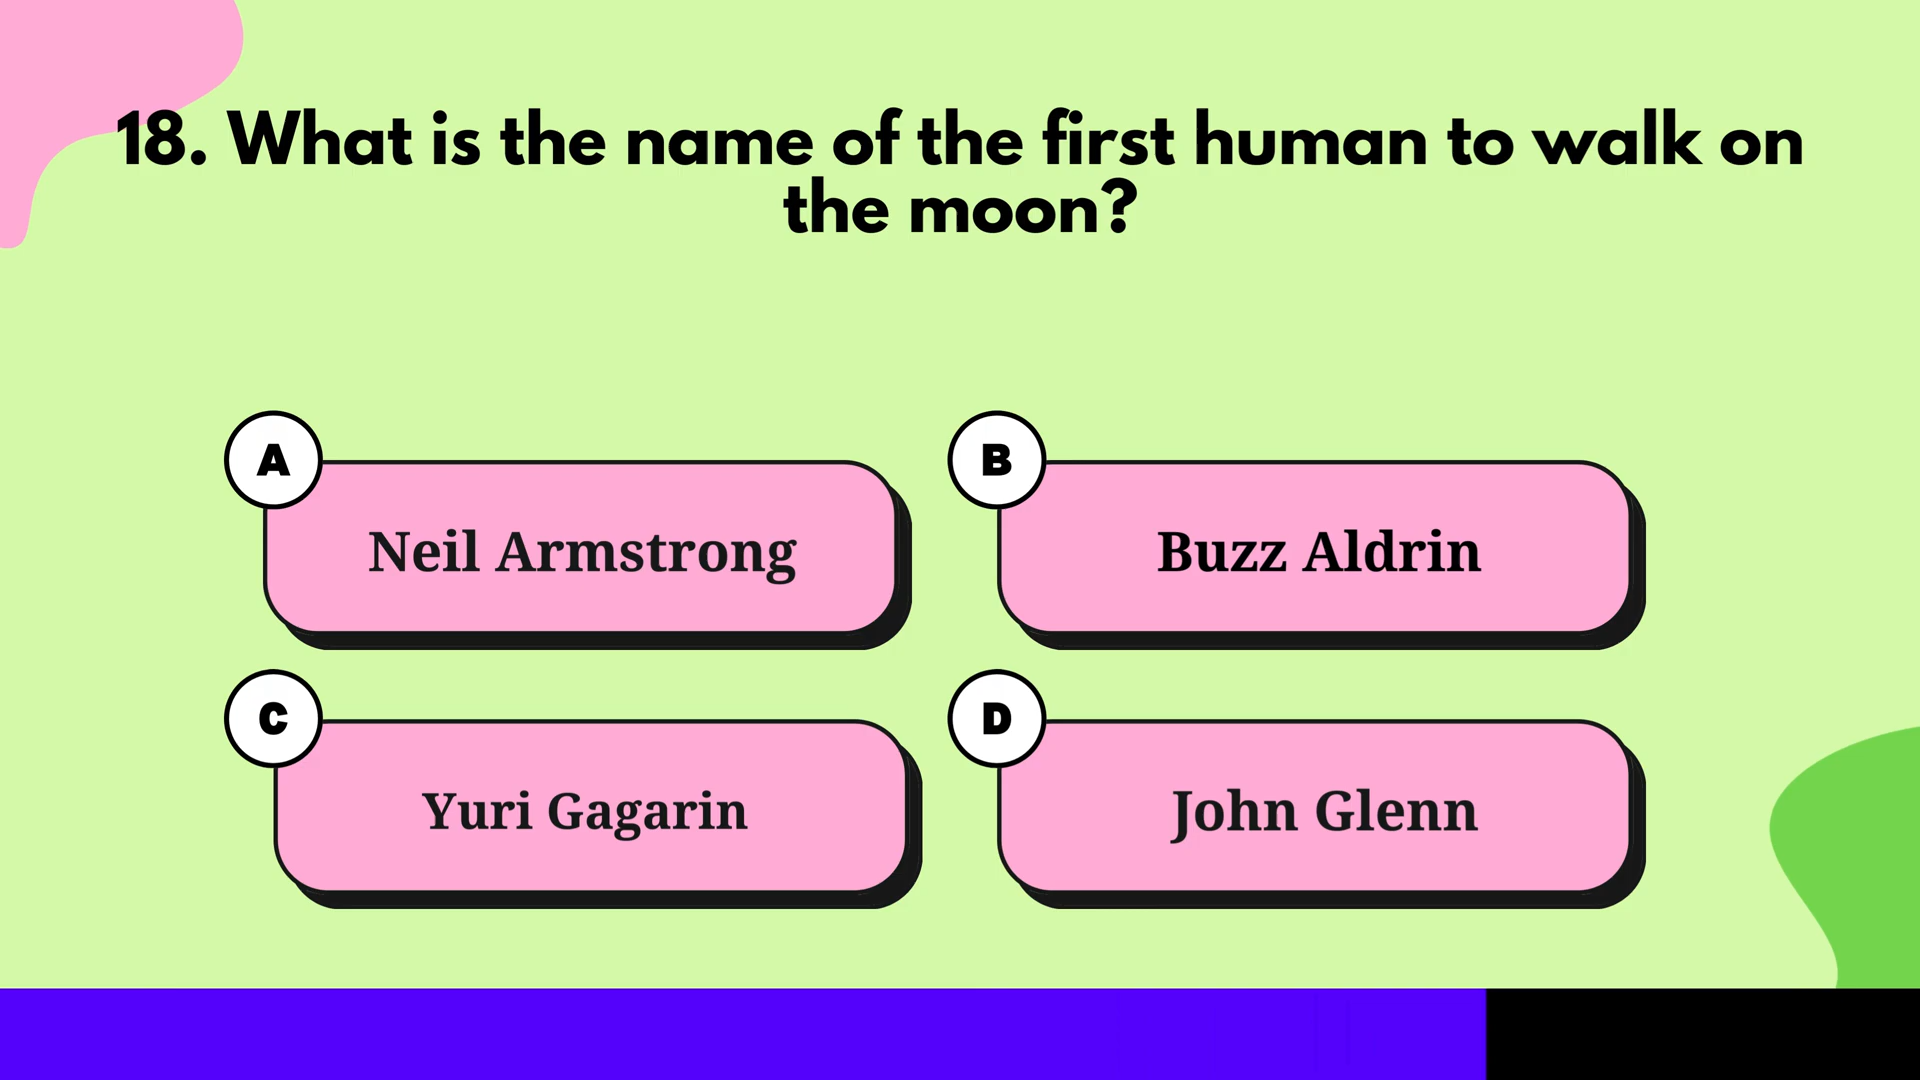 18. What is the name of the first human to walk on
the moon?
A
Neil Armstrong
B
Buzz Aldrin
C
Yuri Gagarin
D
John Glenn